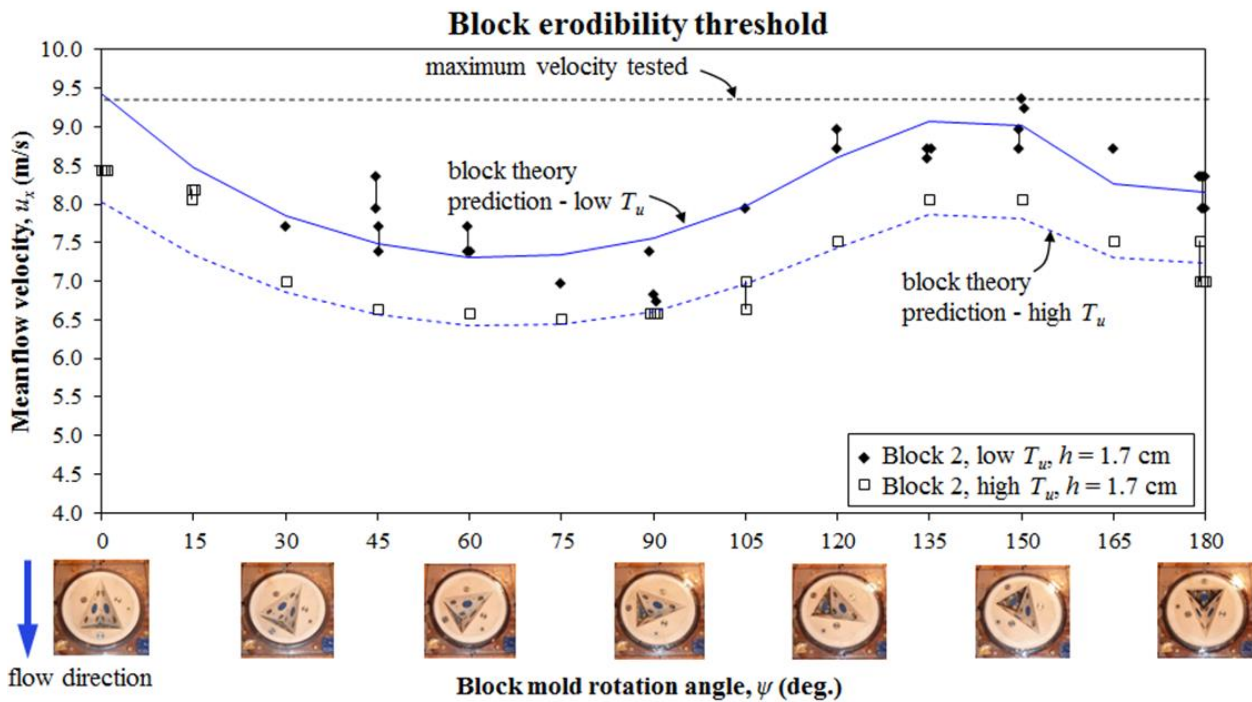 Block erodibility threshold
10.0
9.5
9.0
8.5
8.0
7.5
7.0
6.5
6.0
5.5
5.0
4.5
4.0
Meanflow velocity, uₓ (m/s)
maximum velocity tested
block theory
prediction - low Tᵤ
block theory
prediction - high Tᵤ
Block 2, low Tᵤ, h = 1.7 cm
Block 2, high Tᵤ, h = 1.7 cm
0 15 30 45 60 75 90 105 120 135 150 165 180
flow direction
Block mold rotation angle, ψ (deg.)